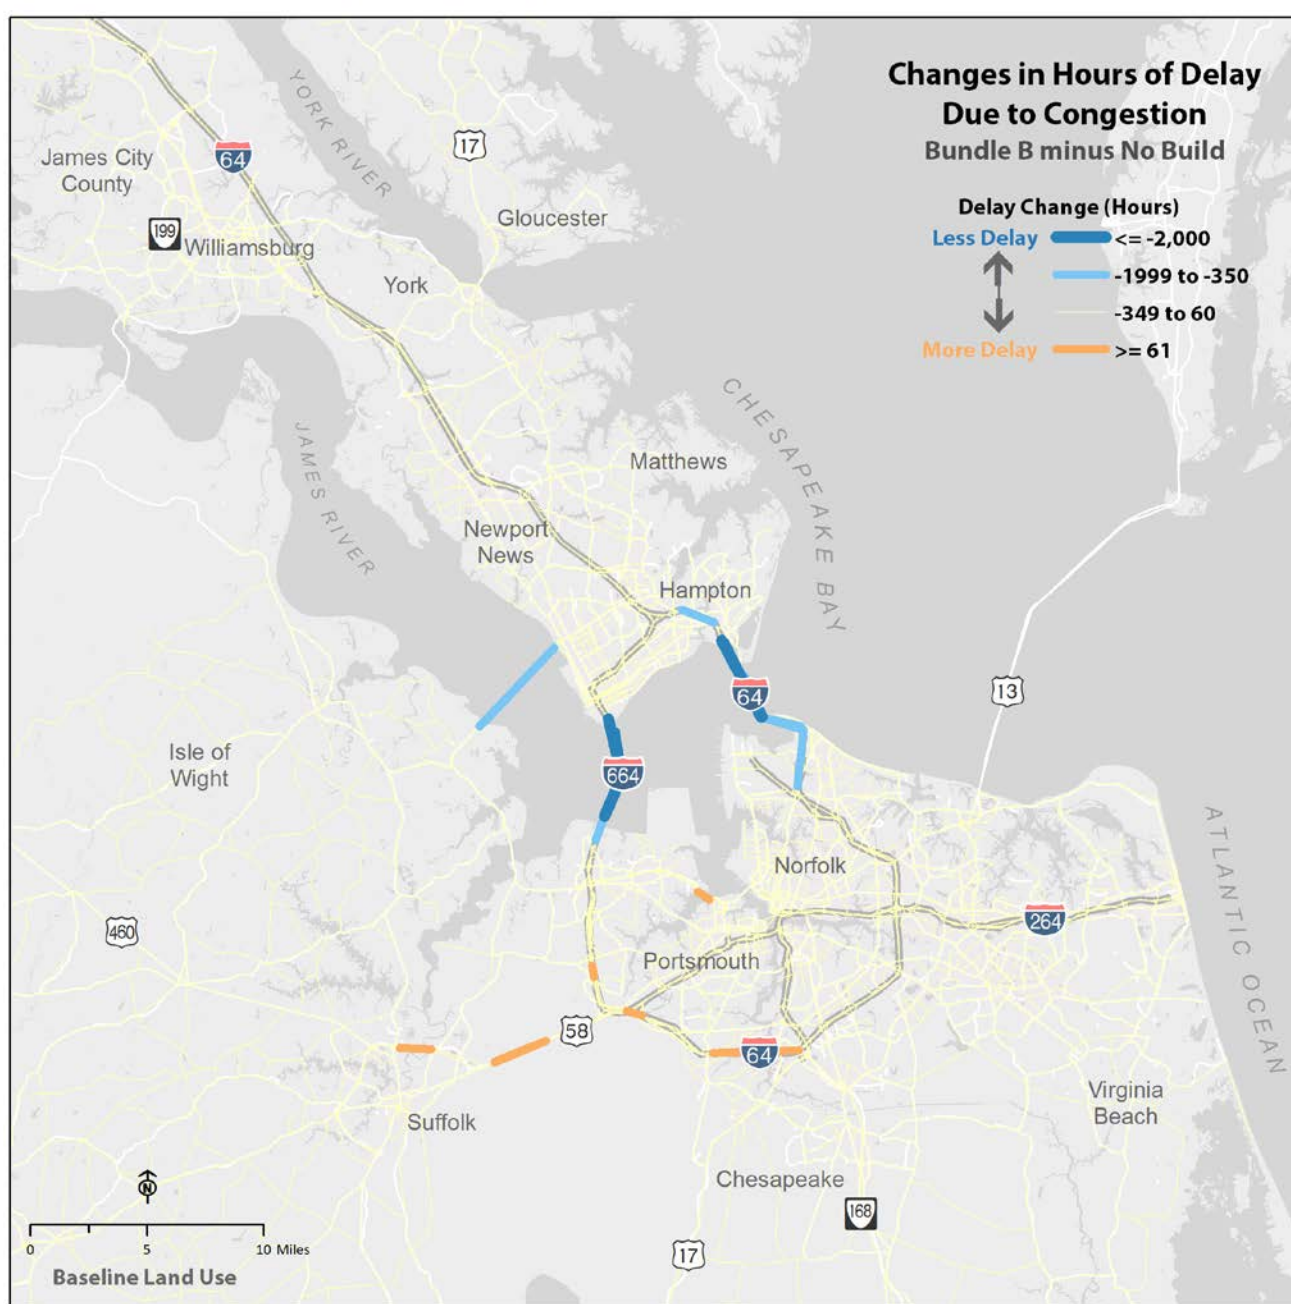 Changes in Hours of Delay
Due to Congestion
Bundle B minus No Build
Delay Change (Hours)
Less Delay
<= -2,000
-1999 to -350
-349 to 60
More Delay
>= 61
YORK RIVER
17
James City
County
64
Gloucester
199
Williamsburg
York
CHESAPEAKE BAY
JAMES RIVER
Matthews
Newport
News
Hampton
64
13
Isle of
Wight
664
ATLANTIC OCEAN
Norfolk
460
264
Portsmouth
58
64
Virginia
Beach
Suffolk
Chesapeake
N
168
0
5
10 Miles
17
Baseline Land Use